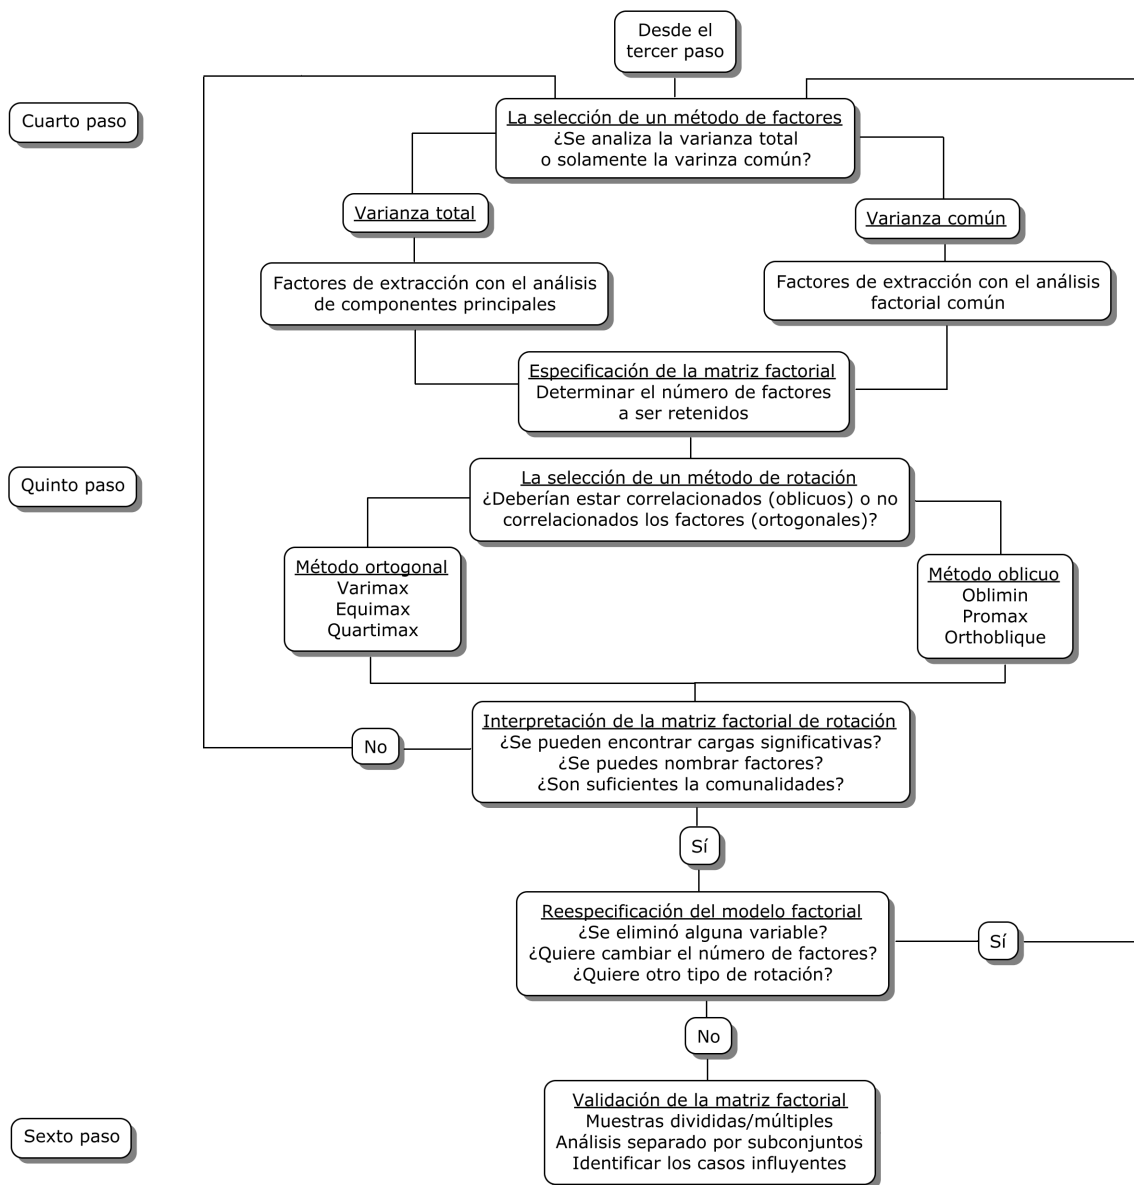 Desde el
tercer paso
Cuarto paso
La selección de un método de factores
¿Se analiza la varianza total
o solamente la varinza común?
Varianza total
Varianza común
Factores de extracción con el análisis
de componentes principales
Factores de extracción con el análisis
factorial común
Especificación de la matriz factorial
Determinar el número de factores
a ser retenidos
Quinto paso
La selección de un método de rotación
¿Deberían estar correlacionados (oblicuos) o no
correlacionados los factores (ortogonales)?
Método ortogonal
Varimax
Equimax
Quartimax
Método oblicuo
Oblimin
Promax
Orthoblique
Interpretación de la matriz factorial de rotación
¿Se pueden encontrar cargas significativas?
¿Se puedes nombrar factores?
¿Son suficientes la comunalidades?
No
Sí
Reespecificación del modelo factorial
¿Se eliminó alguna variable?
¿Quiere cambiar el número de factores?
¿Quiere otro tipo de rotación?
Sí
No
Sexto paso
Validación de la matriz factorial
Muestras divididas/múltiples
Análisis separado por subconjuntos
Identificar los casos influyentes